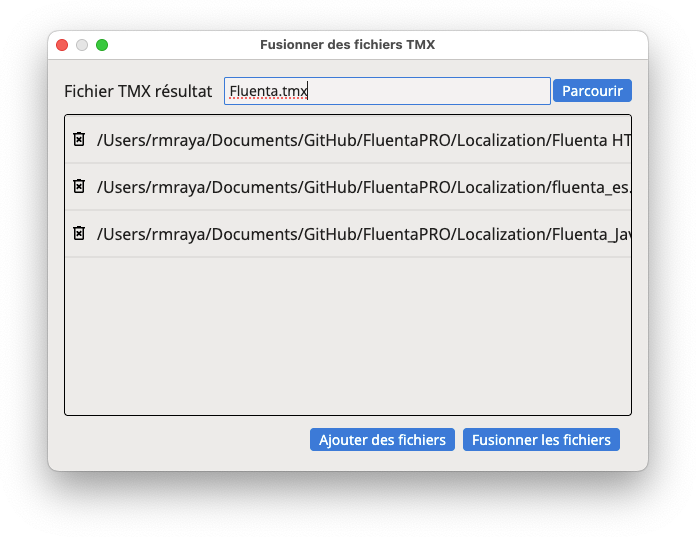 Fusionner des fichiers TMX
Fichier TMX résultat Fluenta.tmx Parcourir
/Users/rmraya/Documents/GitHub/FluentaPRO/Localization/Fluenta HT
/Users/rmraya/Documents/GitHub/FluentaPRO/Localization/fluenta_es.
/Users/rmraya/Documents/GitHub/FluentaPRO/Localization/Fluenta_Jav
Ajouter des fichiers Fusionner les fichiers